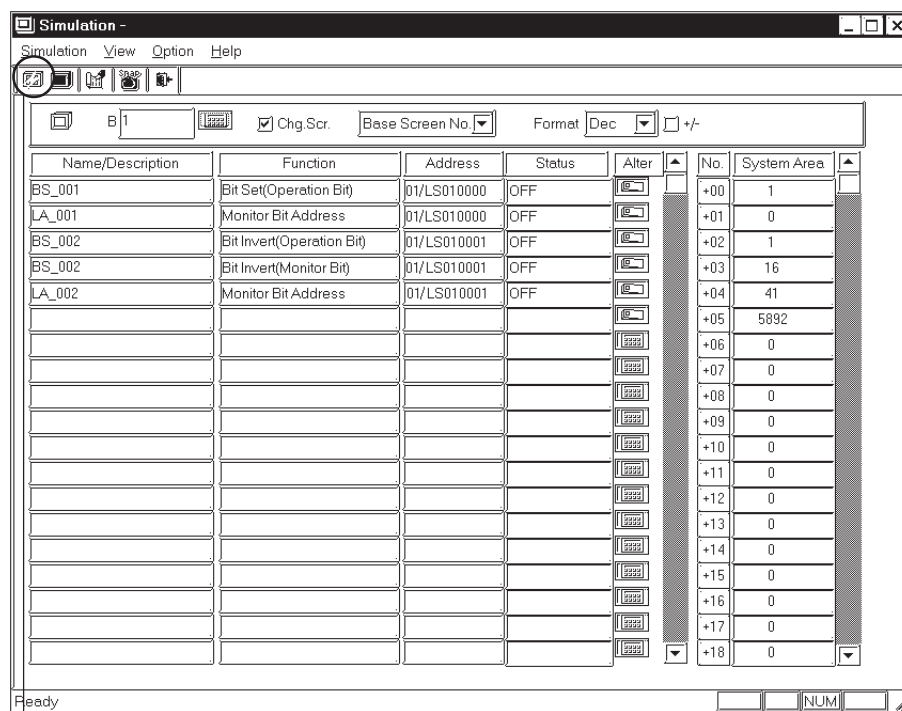 Simulation -
Simulation View Option Help
SNAP
B 1 Chg.Scr. Base Screen No. Format Dec +/-
Name/Description Function Address Status Alter No. System Area
BS_001 Bit Set(Operation Bit) 01/LS010000 OFF +00 1
LA_001 Monitor Bit Address 01/LS010000 OFF +01 0
BS_002 Bit Invert(Operation Bit) 01/LS010001 OFF +02 1
BS_002 Bit Invert(Monitor Bit) 01/LS010001 OFF +03 16
LA_002 Monitor Bit Address 01/LS010001 OFF +04 41
+05 5892
+06 0
+07 0
+08 0
+09 0
+10 0
+11 0
+12 0
+13 0
+14 0
+15 0
+16 0
+17 0
+18 0
Ready NUM